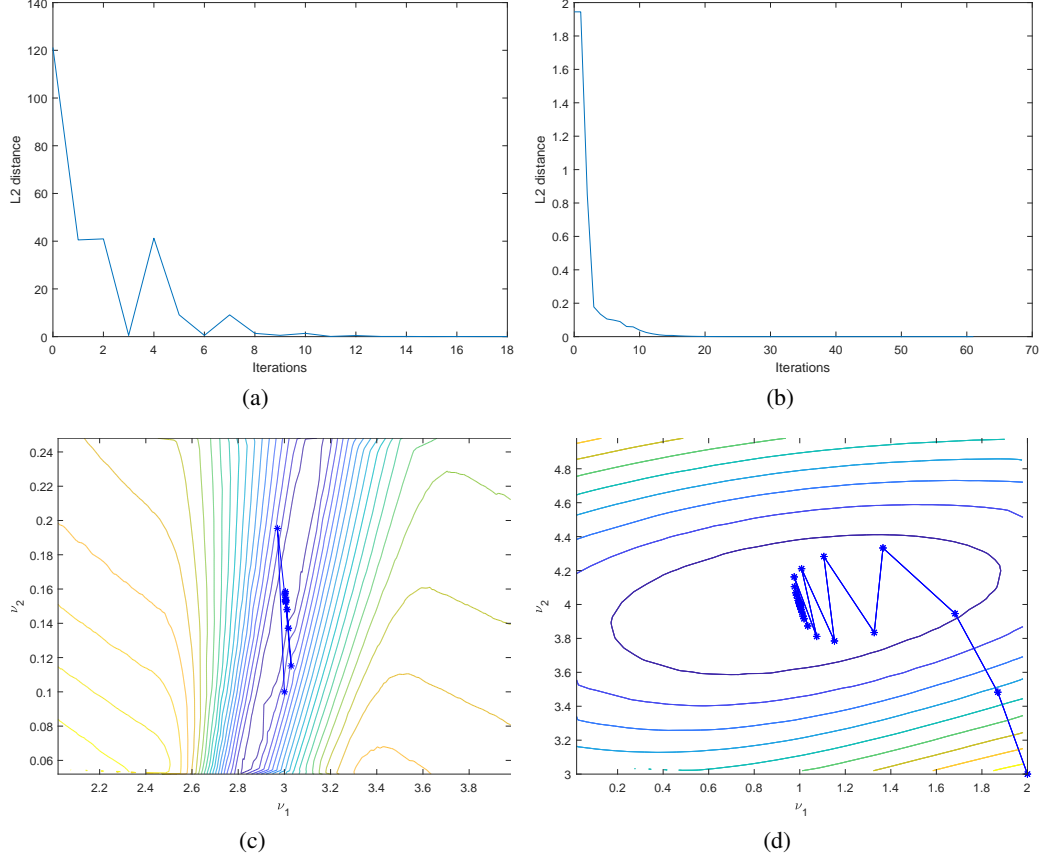 140
120
100
80
60
40
20
0
L2 distance
0 2 4 6 8 10 12 14 16 18
Iterations
(a)
2
1.8
1.6
1.4
1.2
1
0.8
0.6
0.4
0.2
0
L2 distance
0 10 20 30 40 50 60 70
Iterations
(b)
0.24
0.22
0.2
0.18
0.16
0.14
0.12
0.1
0.08
0.06
ν2
2.2 2.4 2.6 2.8 3 3.2 3.4 3.6 3.8
ν1
(c)
4.8
4.6
4.4
4.2
4
3.8
3.6
3.4
3.2
3
ν2
0.2 0.4 0.6 0.8 1 1.2 1.4 1.6 1.8 2
ν1
(d)